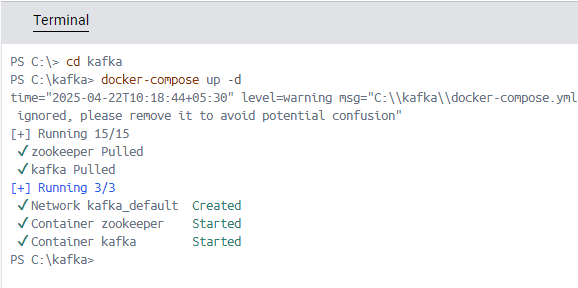 Terminal
PS C:\> cd kafka
PS C:\kafka> docker-compose up -d
time="2025-04-22T10:18:44+05:30" level=warning msg="C:\\kafka\\docker-compose.yml
ignored, please remove it to avoid potential confusion"
[+] Running 15/15
✓ zookeeper Pulled
✓ kafka Pulled
[+] Running 3/3
✓ Network kafka_default Created
✓ Container zookeeper Started
✓ Container kafka Started
PS C:\kafka>